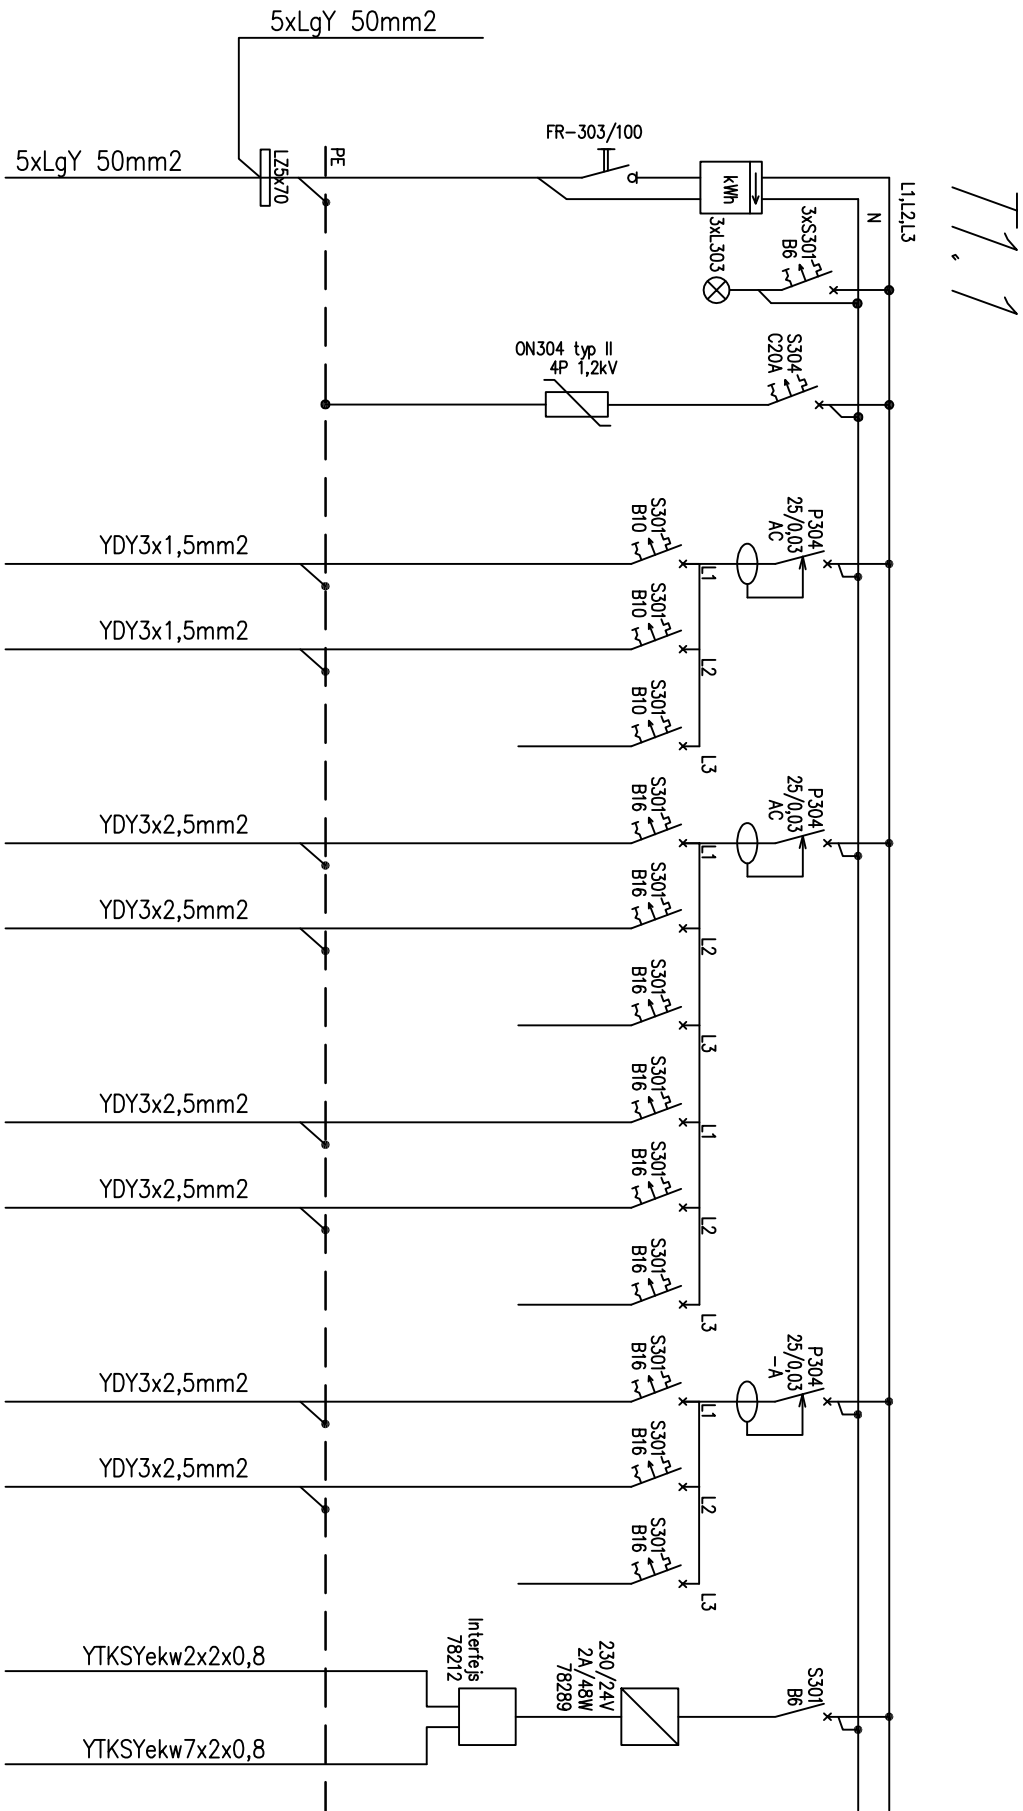 5xLgY 50mm2
5xLgY 50mm2
LZ5x70
PE
FR-303/100
kWh
L1,L2,L3
N
T1.1
3xS301
B6
3xL303
S304
C20A
ON304 typ II
4P 1,2kV
P304
25/0,03
AC
S301
B10
L1
YDY3x1,5mm2
S301
B10
L2
YDY3x1,5mm2
S301
B10
L3
P304
25/0,03
AC
S301
B16
L1
YDY3x2,5mm2
S301
B16
L2
YDY3x2,5mm2
S301
B16
L3
S301
B16
L1
YDY3x2,5mm2
S301
B16
L2
YDY3x2,5mm2
S301
B16
L3
P304
25/0,03
-A
S301
B16
L1
YDY3x2,5mm2
S301
B16
L2
YDY3x2,5mm2
S301
B16
L3
S301
B6
230/24V
2A/48W
78289
Interfejs
78212
YTKSYekw2x2x0,8
YTKSYekw7x2x0,8